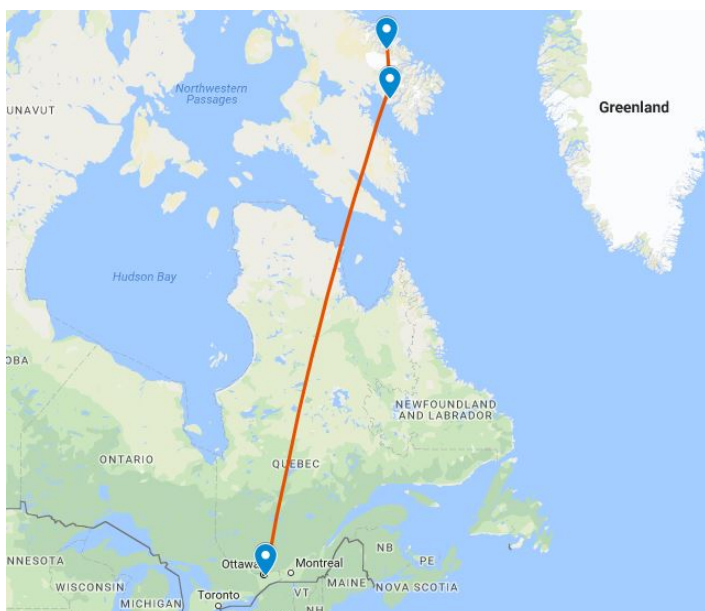 Northwestern
Passages
UNAVUT
Greenland
Hudson Bay
OBA
NEWFOUNDLAND
AND LABRADOR
ONTARIO
QUEBEC
NB
PE
Ottawa
Montreal
NNESOTA
MAINE
NOVA SCOTIA
WISCONSIN
VT
Toronto
MICHIGAN
NH